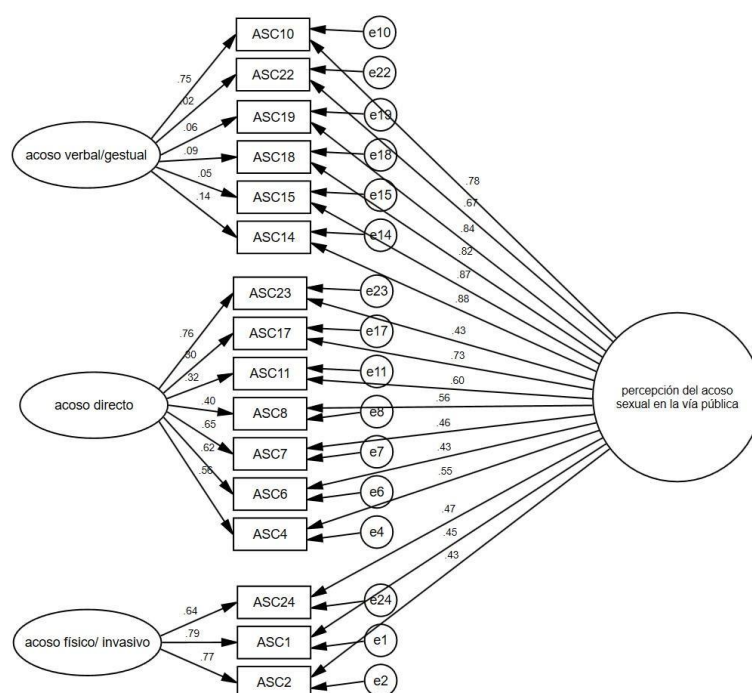 ASC10
e10
ASC22
e22
.75
.02
ASC19
e19
.06
acoso verbal/gestual
.09
ASC18
e18
.05
.14
ASC15
e15
ASC14
e14
.78
.67
.84
.82
.87
.88
ASC23
e23
.76
.30
ASC17
e17
.43
.73
.32
ASC11
e11
.60
acoso directo
.40
ASC8
e8
.56
.65
.62
ASC7
e7
.46
.56
ASC6
e6
.43
ASC4
e4
.55
percepción del acoso
sexual en la vía pública
.47
.45
.43
ASC24
e24
.64
acoso físico/ invasivo
.79
ASC1
e1
.77
ASC2
e2